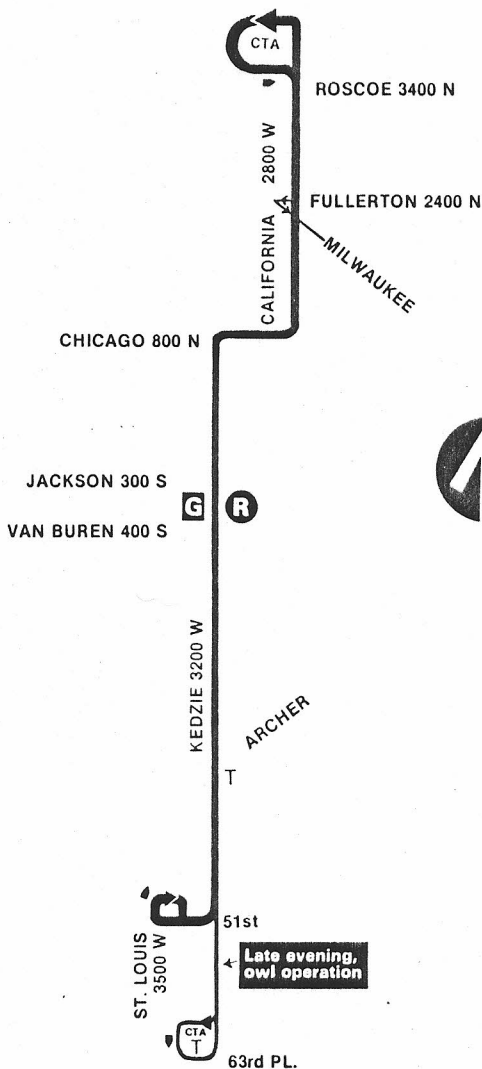 CTA
ROSCOE 3400 N
CALIFORNIA 2800 W
FULLERTON 2400 N
MILWAUKEE
CHICAGO 800 N
JACKSON 300 S
G R
VAN BUREN 400 S
KEDZIE 3200 W
ARCHER
T
51st
ST. LOUIS
3500 W
Late evening,
owl operation
CTA
T
63rd PL.